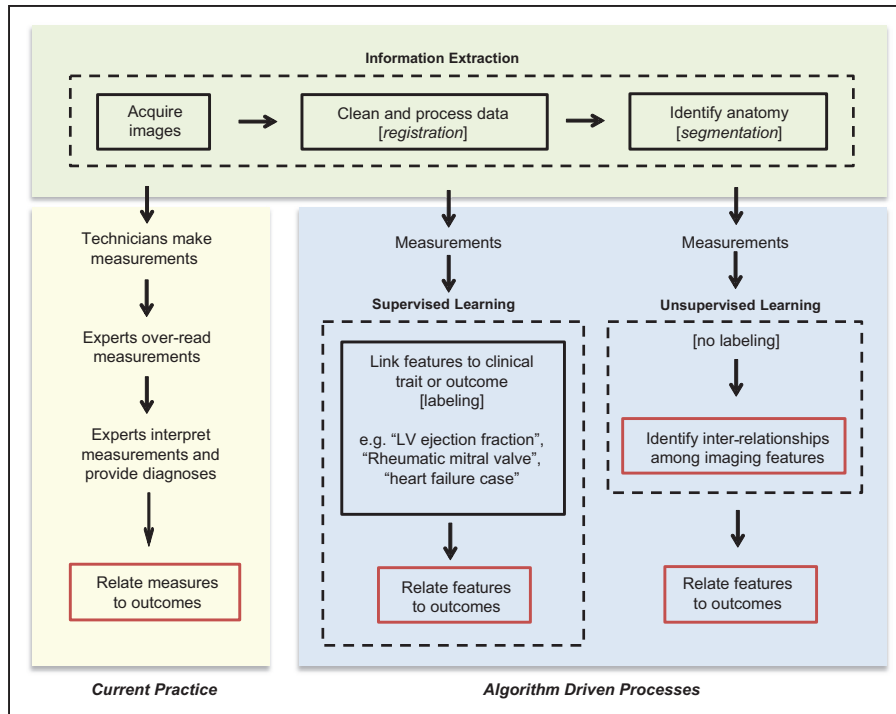 Information Extraction
Acquire
images
Clean and process data
[registration]
Identify anatomy
[segmentation]
Technicians make
measurements
Experts over-read
measurements
Experts interpret
measurements and
provide diagnoses
Relate measures
to outcomes
Current Practice
Measurements
Supervised Learning
Link features to clinical
trait or outcome
[labeling]
e.g. “LV ejection fraction”,
“Rheumatic mitral valve”,
“heart failure case”
Relate features
to outcomes
Measurements
Unsupervised Learning
[no labeling]
Identify inter-relationships
among imaging features
Relate features
to outcomes
Algorithm Driven Processes